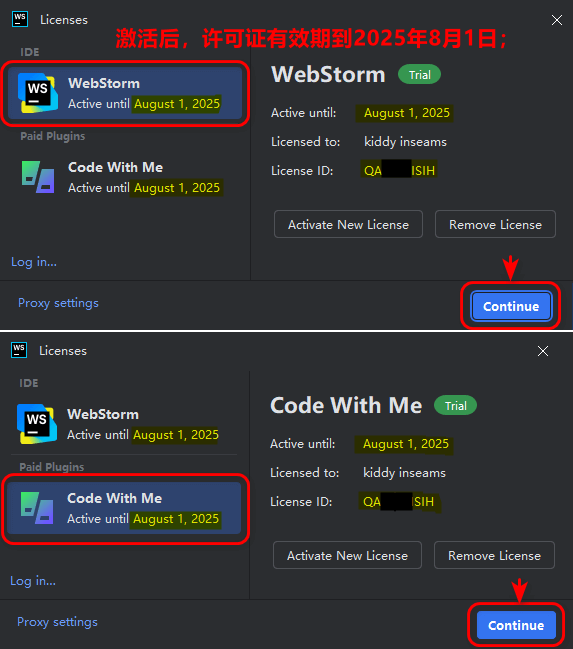 WS Licenses
激活后，许可证有效期到2025年8月1日；
IDE
WS
WebStorm
Active until August 1, 2025
Paid Plugins
Code With Me
Active until August 1, 2025
Log in...
Proxy settings
WebStorm Trial
Active until: August 1, 2025
Licensed to: kiddy inseams
License ID: QA ISIH
Activate New License Remove License
Continue
WS Licenses
IDE
WS
WebStorm
Active until August 1, 2025
Paid Plugins
Code With Me
Active until August 1, 2025
Log in...
Proxy settings
Code With Me Trial
Active until: August 1, 2025
Licensed to: kiddy inseams
License ID: QA SIH
Activate New License Remove License
Continue